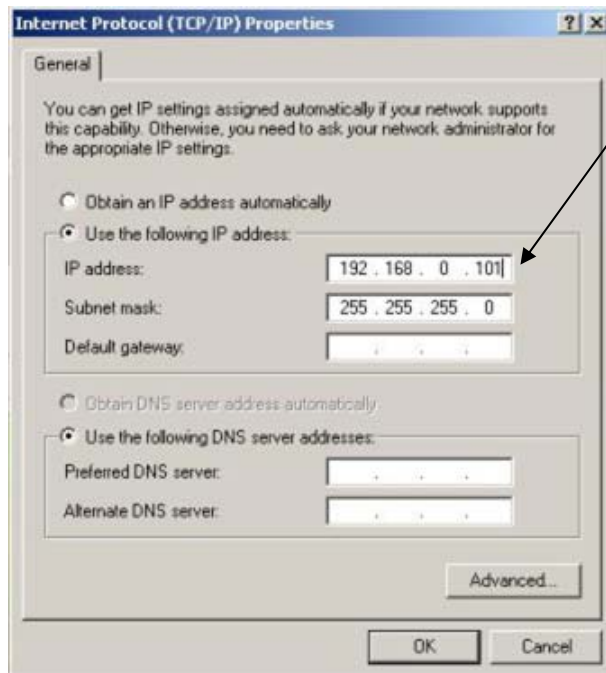 Internet Protocol (TCP/IP) Properties
General
You can get IP settings assigned automatically if your network supports
this capability. Otherwise, you need to ask your network administrator for
the appropriate IP settings.
Obtain an IP address automatically
Use the following IP address:
IP address: 192 . 168 . 0 . 101
Subnet mask: 255 . 255 . 255 . 0
Default gateway: . . .
Obtain DNS server address automatically
Use the following DNS server addresses:
Preferred DNS server: . . .
Alternate DNS server: . . .
Advanced...
OK Cancel